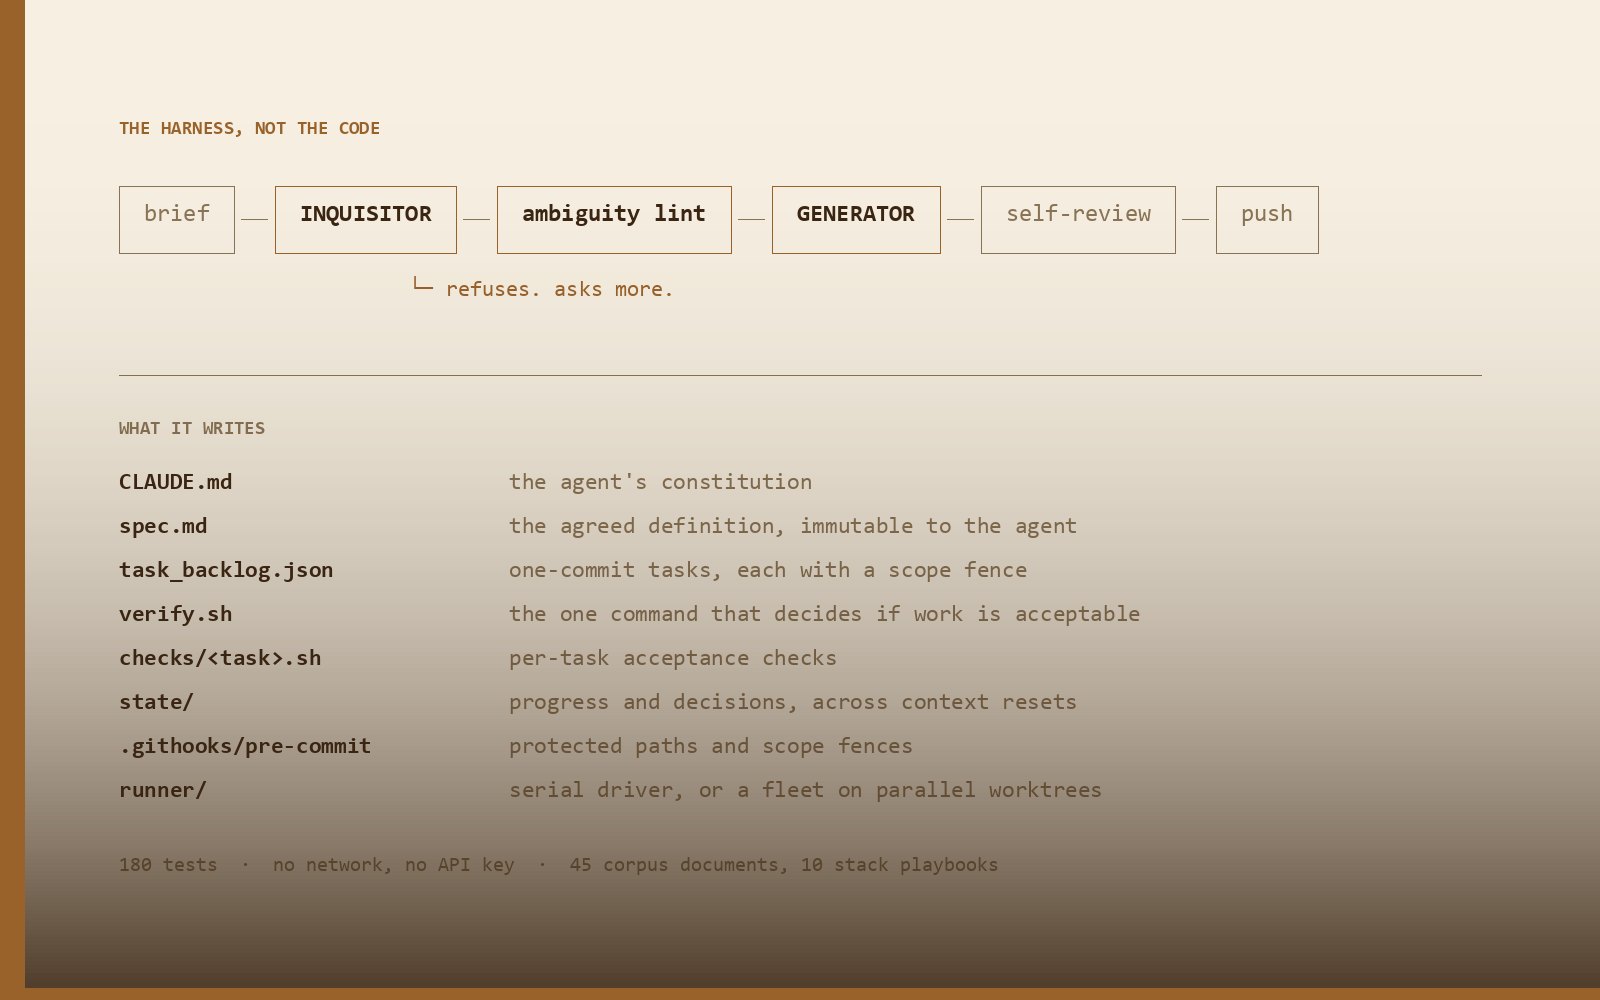 THE HARNESS, NOT THE CODE
brief INQUISITOR ambiguity lint GENERATOR self-review push
└─ refuses. asks more.
WHAT IT WRITES
CLAUDE.md the agent's constitution
spec.md the agreed definition, immutable to the agent
task_backlog.json one-commit tasks, each with a scope fence
verify.sh the one command that decides if work is acceptable
checks/<task>.sh per-task acceptance checks
state/ progress and decisions, across context resets
.githooks/pre-commit protected paths and scope fences
runner/ serial driver, or a fleet on parallel worktrees
180 tests · no network, no API key · 45 corpus documents, 10 stack playbooks